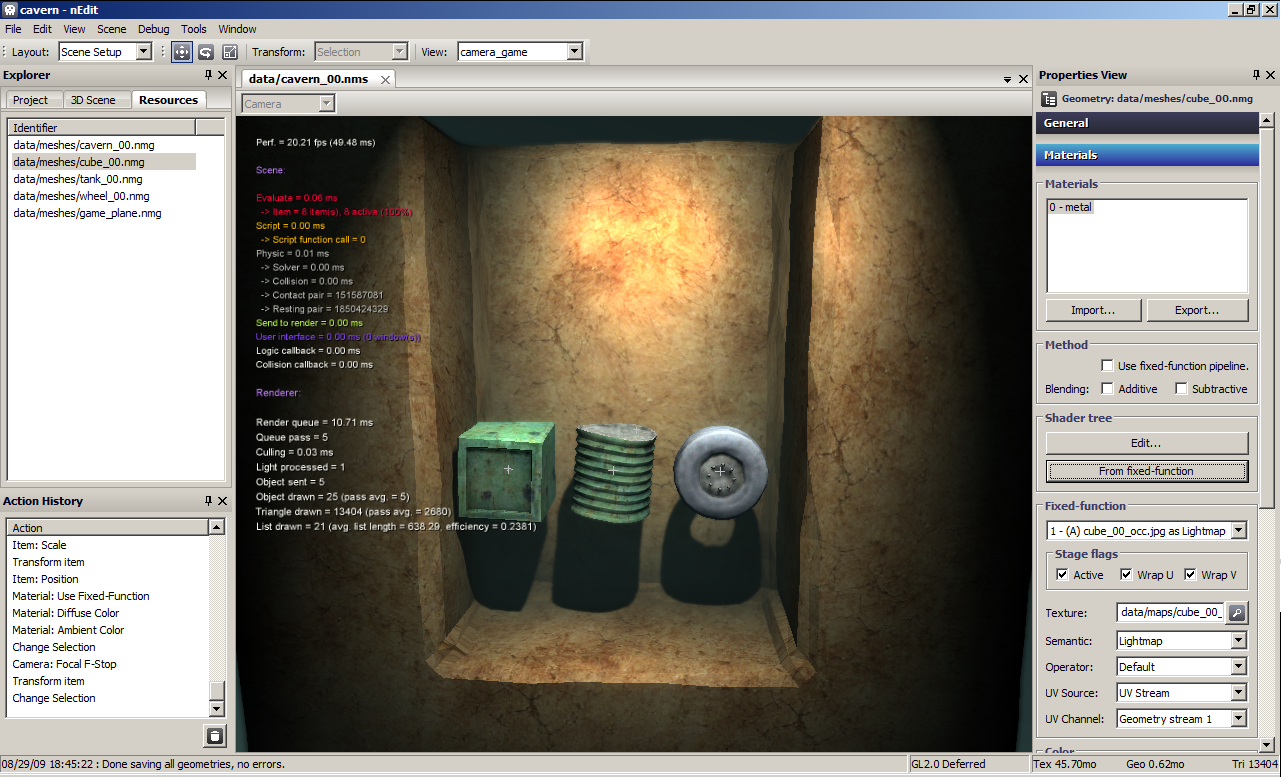 cavern - nEdit
File Edit View Scene Debug Tools Window
Layout: Scene Setup Transform: Selection View: camera_game
Explorer
Project 3D Scene Resources
Identifier
data/meshes/cavern_00.nmg
data/meshes/cube_00.nmg
data/meshes/tank_00.nmg
data/meshes/wheel_00.nmg
data/meshes/game_plane.nmg
Action History
Action
Item: Scale
Transform item
Item: Position
Material: Use Fixed-Function
Material: Diffuse Color
Material: Ambient Color
Change Selection
Camera: Focal F-Stop
Transform item
Change Selection
data/cavern_00.nms
Camera
Perf. = 20.21 fps (49.48 ms)
Scene:
Evaluate = 0.06 ms
-> Item = 8 item(s), 8 active (100%)
Script = 0.00 ms
-> Script function call = 0
Physic = 0.01 ms
-> Solver = 0.00 ms
-> Collision = 0.00 ms
-> Contact pair = 151587081
-> Resting pair = 1850424329
Send to render = 0.00 ms
User interface = 0.00 ms (0 window(s))
Logic callback = 0.00 ms
Collision callback = 0.00 ms
Renderer:
Render queue = 10.71 ms
Queue pass = 5
Culling = 0.03 ms
Light processed = 1
Object sent = 5
Object drawn = 25 (pass avg. = 5)
Triangle drawn = 13404 (pass avg. = 2680)
List drawn = 21 (avg. list length = 638.29, efficiency = 0.2381)
Properties View
Geometry: data/meshes/cube_00.nmg
General
Materials
Materials
0 - metal
Import... Export...
Method
Use fixed-function pipeline.
Blending: Additive Subtractive
Shader tree
Edit...
From fixed-function
Fixed-function
1 - (A) cube_00_occ.jpg as Lightmap
Stage flags
Active Wrap U Wrap V
Texture: data/maps/cube_00_
Semantic: Lightmap
Operator: Default
UV Source: UV Stream
UV Channel: Geometry stream 1
Color
08/29/09 18:45:22 : Done saving all geometries, no errors. GL2.0 Deferred Tex 45.70mo Geo 0.62mo Tri 13404